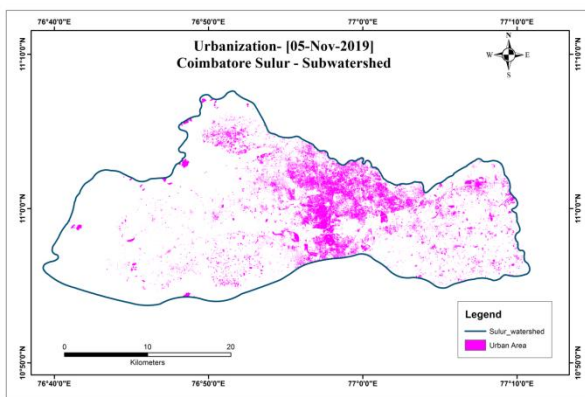 76°40'0"E 76°50'0"E 77°0'0"E 77°10'0"E
Urbanization- [05-Nov-2019]
Coimbatore Sulur - Subwatershed
N
W E
S
11°10'0"N 11°10'0"N
11°0'0"N 11°0'0"N
Legend
Sulur_watershed
Urban Area
0 10 20
Kilometers
10°50'0"N 10°50'0"N
76°40'0"E 76°50'0"E 77°0'0"E 77°10'0"E